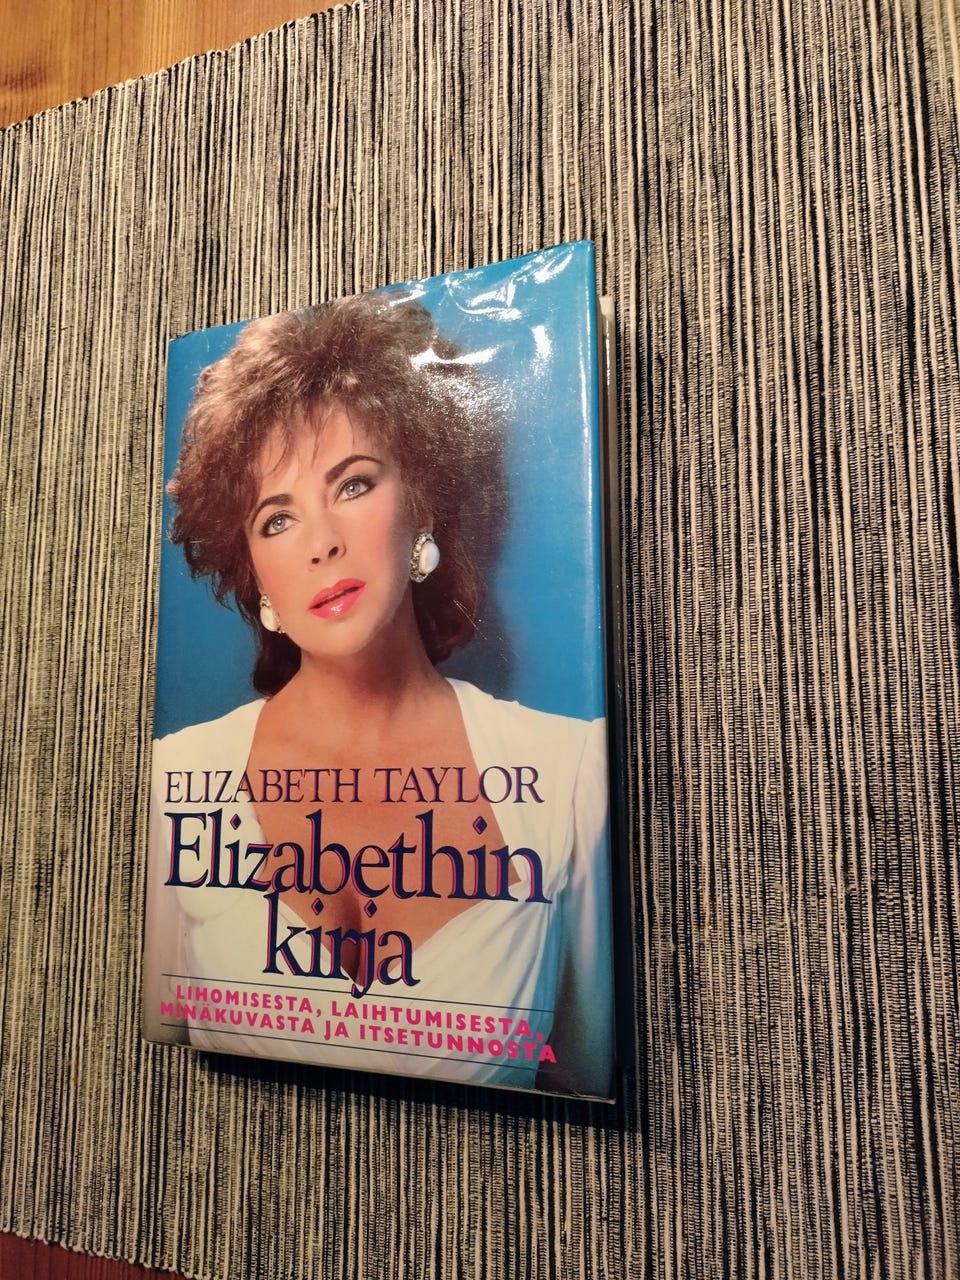 ELIZABETH TAYLOR
Elizabethin
kirja
LIHOMISESTA, LAIHTUMISESTA,
MINÄKUVASTA JA ITSETUNNOSTA